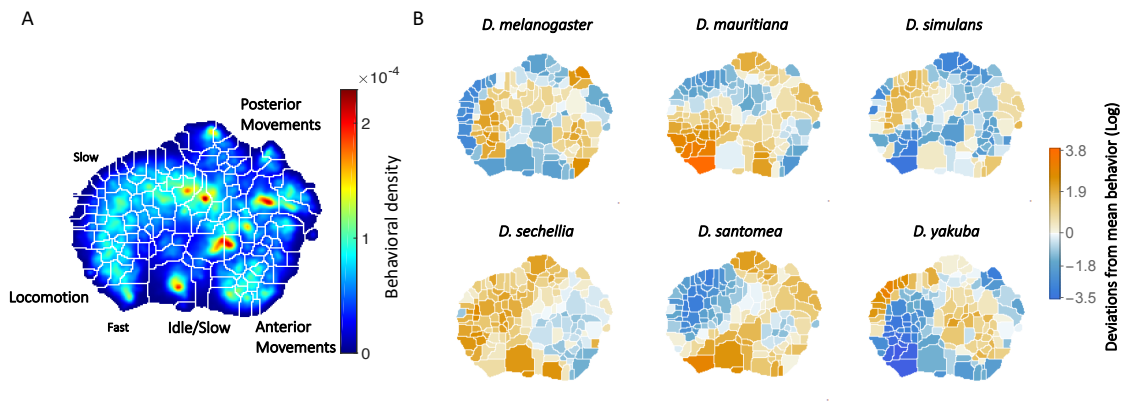 A
×10⁻⁴
Posterior
Movements
Slow
2
1
0
Behavioral density
Locomotion
Fast
Idle/Slow
Anterior
Movements
B
D. melanogaster
D. mauritiana
D. simulans
D. sechellia
D. santomea
D. yakuba
3.8
1.9
0
−1.8
−3.5
Deviations from mean behavior (Log)